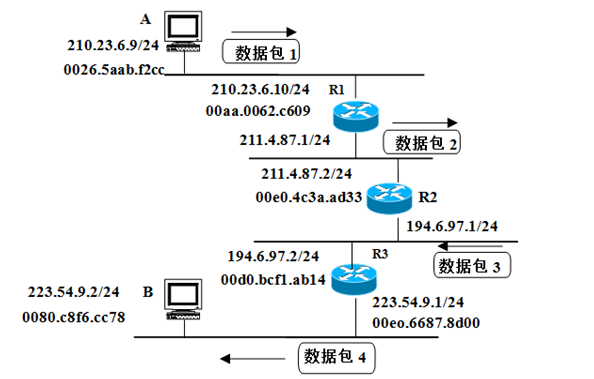 A
210.23.6.9/24
数据包 1
0026.5aab.f2cc
210.23.6.10/24
R1
00aa.0062.c609
211.4.87.1/24
数据包 2
211.4.87.2/24
00e0.4c3a.ad33
R2
194.6.97.1/24
194.6.97.2/24
R3
数据包 3
00d0.bcf1.ab14
223.54.9.2/24
B
223.54.9.1/24
0080.c8f6.cc78
00eo.6687.8d00
数据包 4